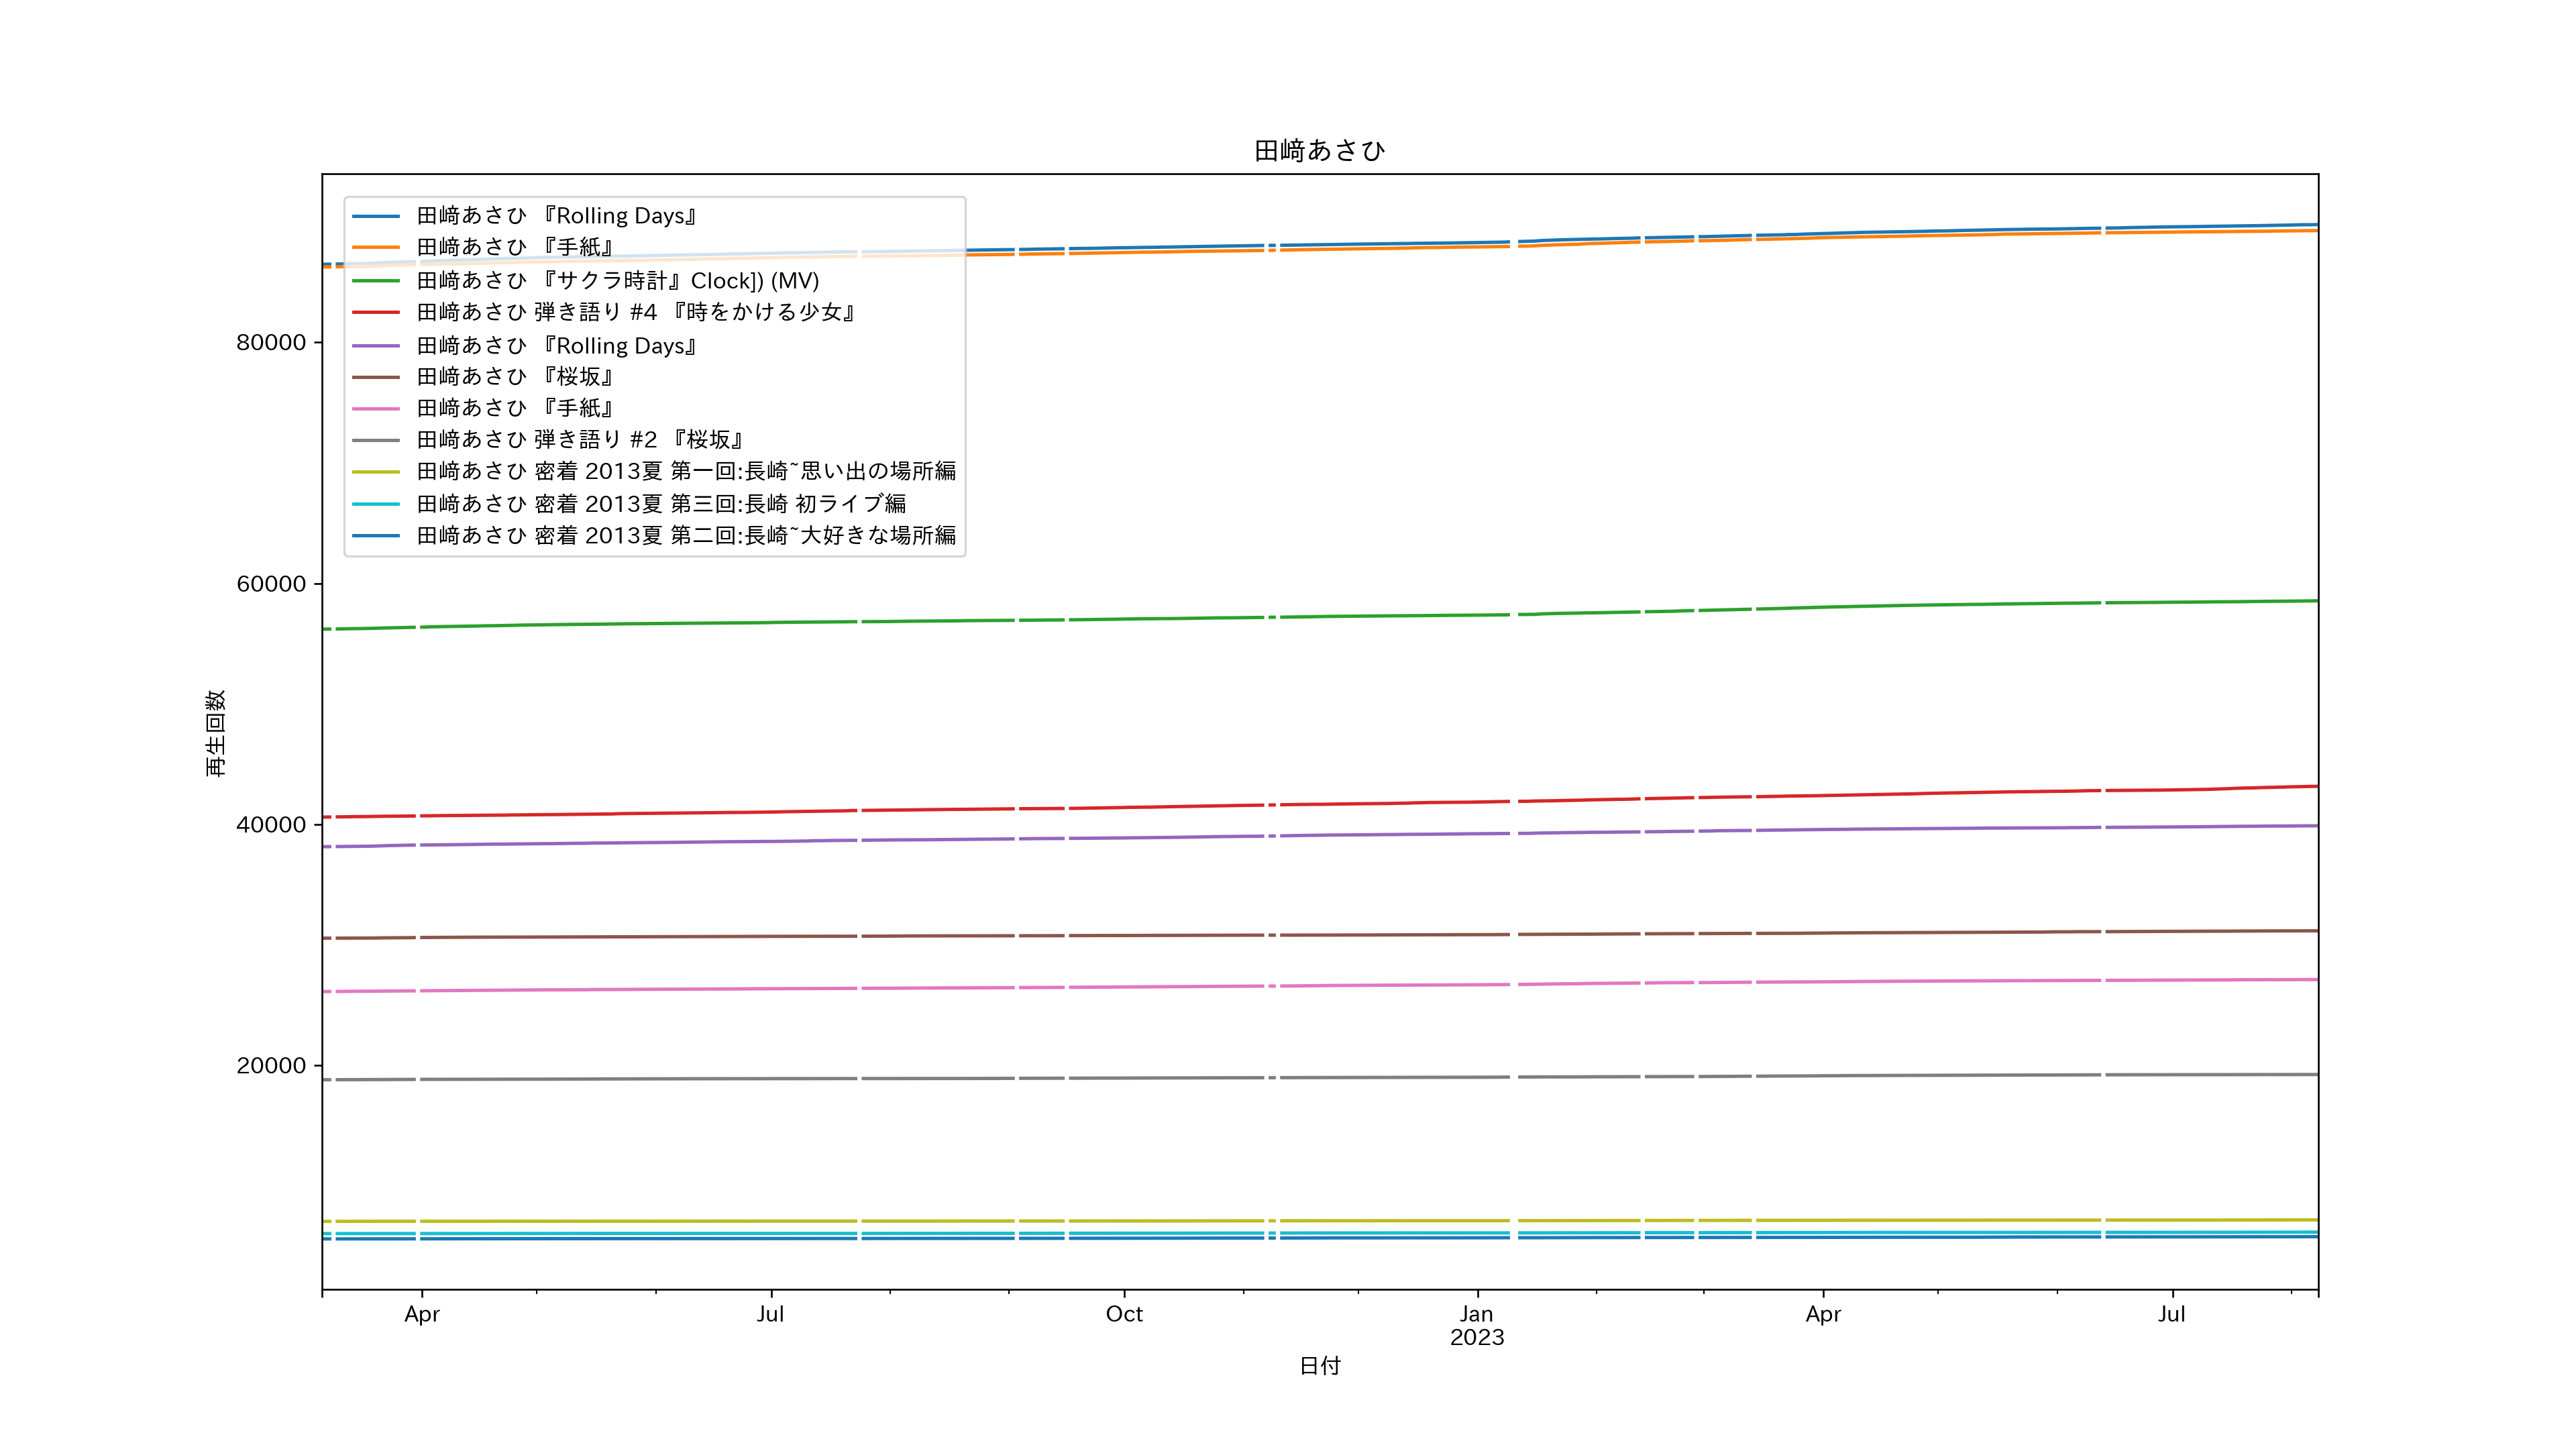 田﨑あさひ
田﨑あさひ 『Rolling Days』
田﨑あさひ 『手紙』
田﨑あさひ 『サクラ時計』Clock]) (MV)
田﨑あさひ 弾き語り #4 『時をかける少女』
田﨑あさひ 『Rolling Days』
田﨑あさひ 『桜坂』
田﨑あさひ 『手紙』
田﨑あさひ 弾き語り #2 『桜坂』
田﨑あさひ 密着 2013夏 第一回:長崎~思い出の場所編
田﨑あさひ 密着 2013夏 第三回:長崎 初ライブ編
田﨑あさひ 密着 2013夏 第二回:長崎~大好きな場所編
80000
60000
40000
20000
再生回数
Apr Jul Oct Jan Apr Jul
2023
日付